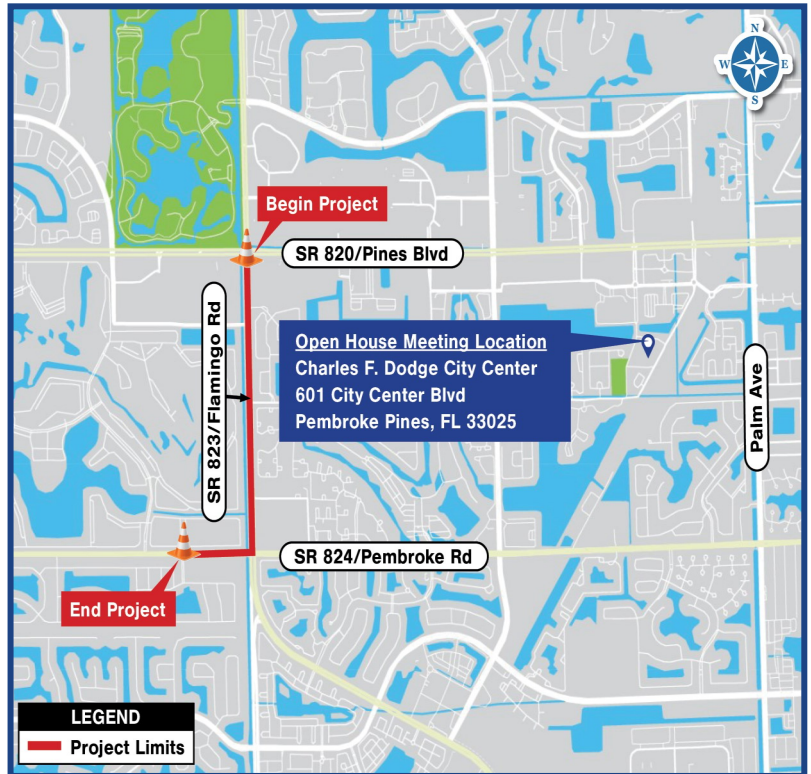 N
W E
S
Begin Project
SR 820/Pines Blvd
SR 823/Flamingo Rd
Open House Meeting Location
Charles F. Dodge City Center
601 City Center Blvd
Pembroke Pines, FL 33025
Palm Ave
SR 824/Pembroke Rd
End Project
LEGEND
Project Limits